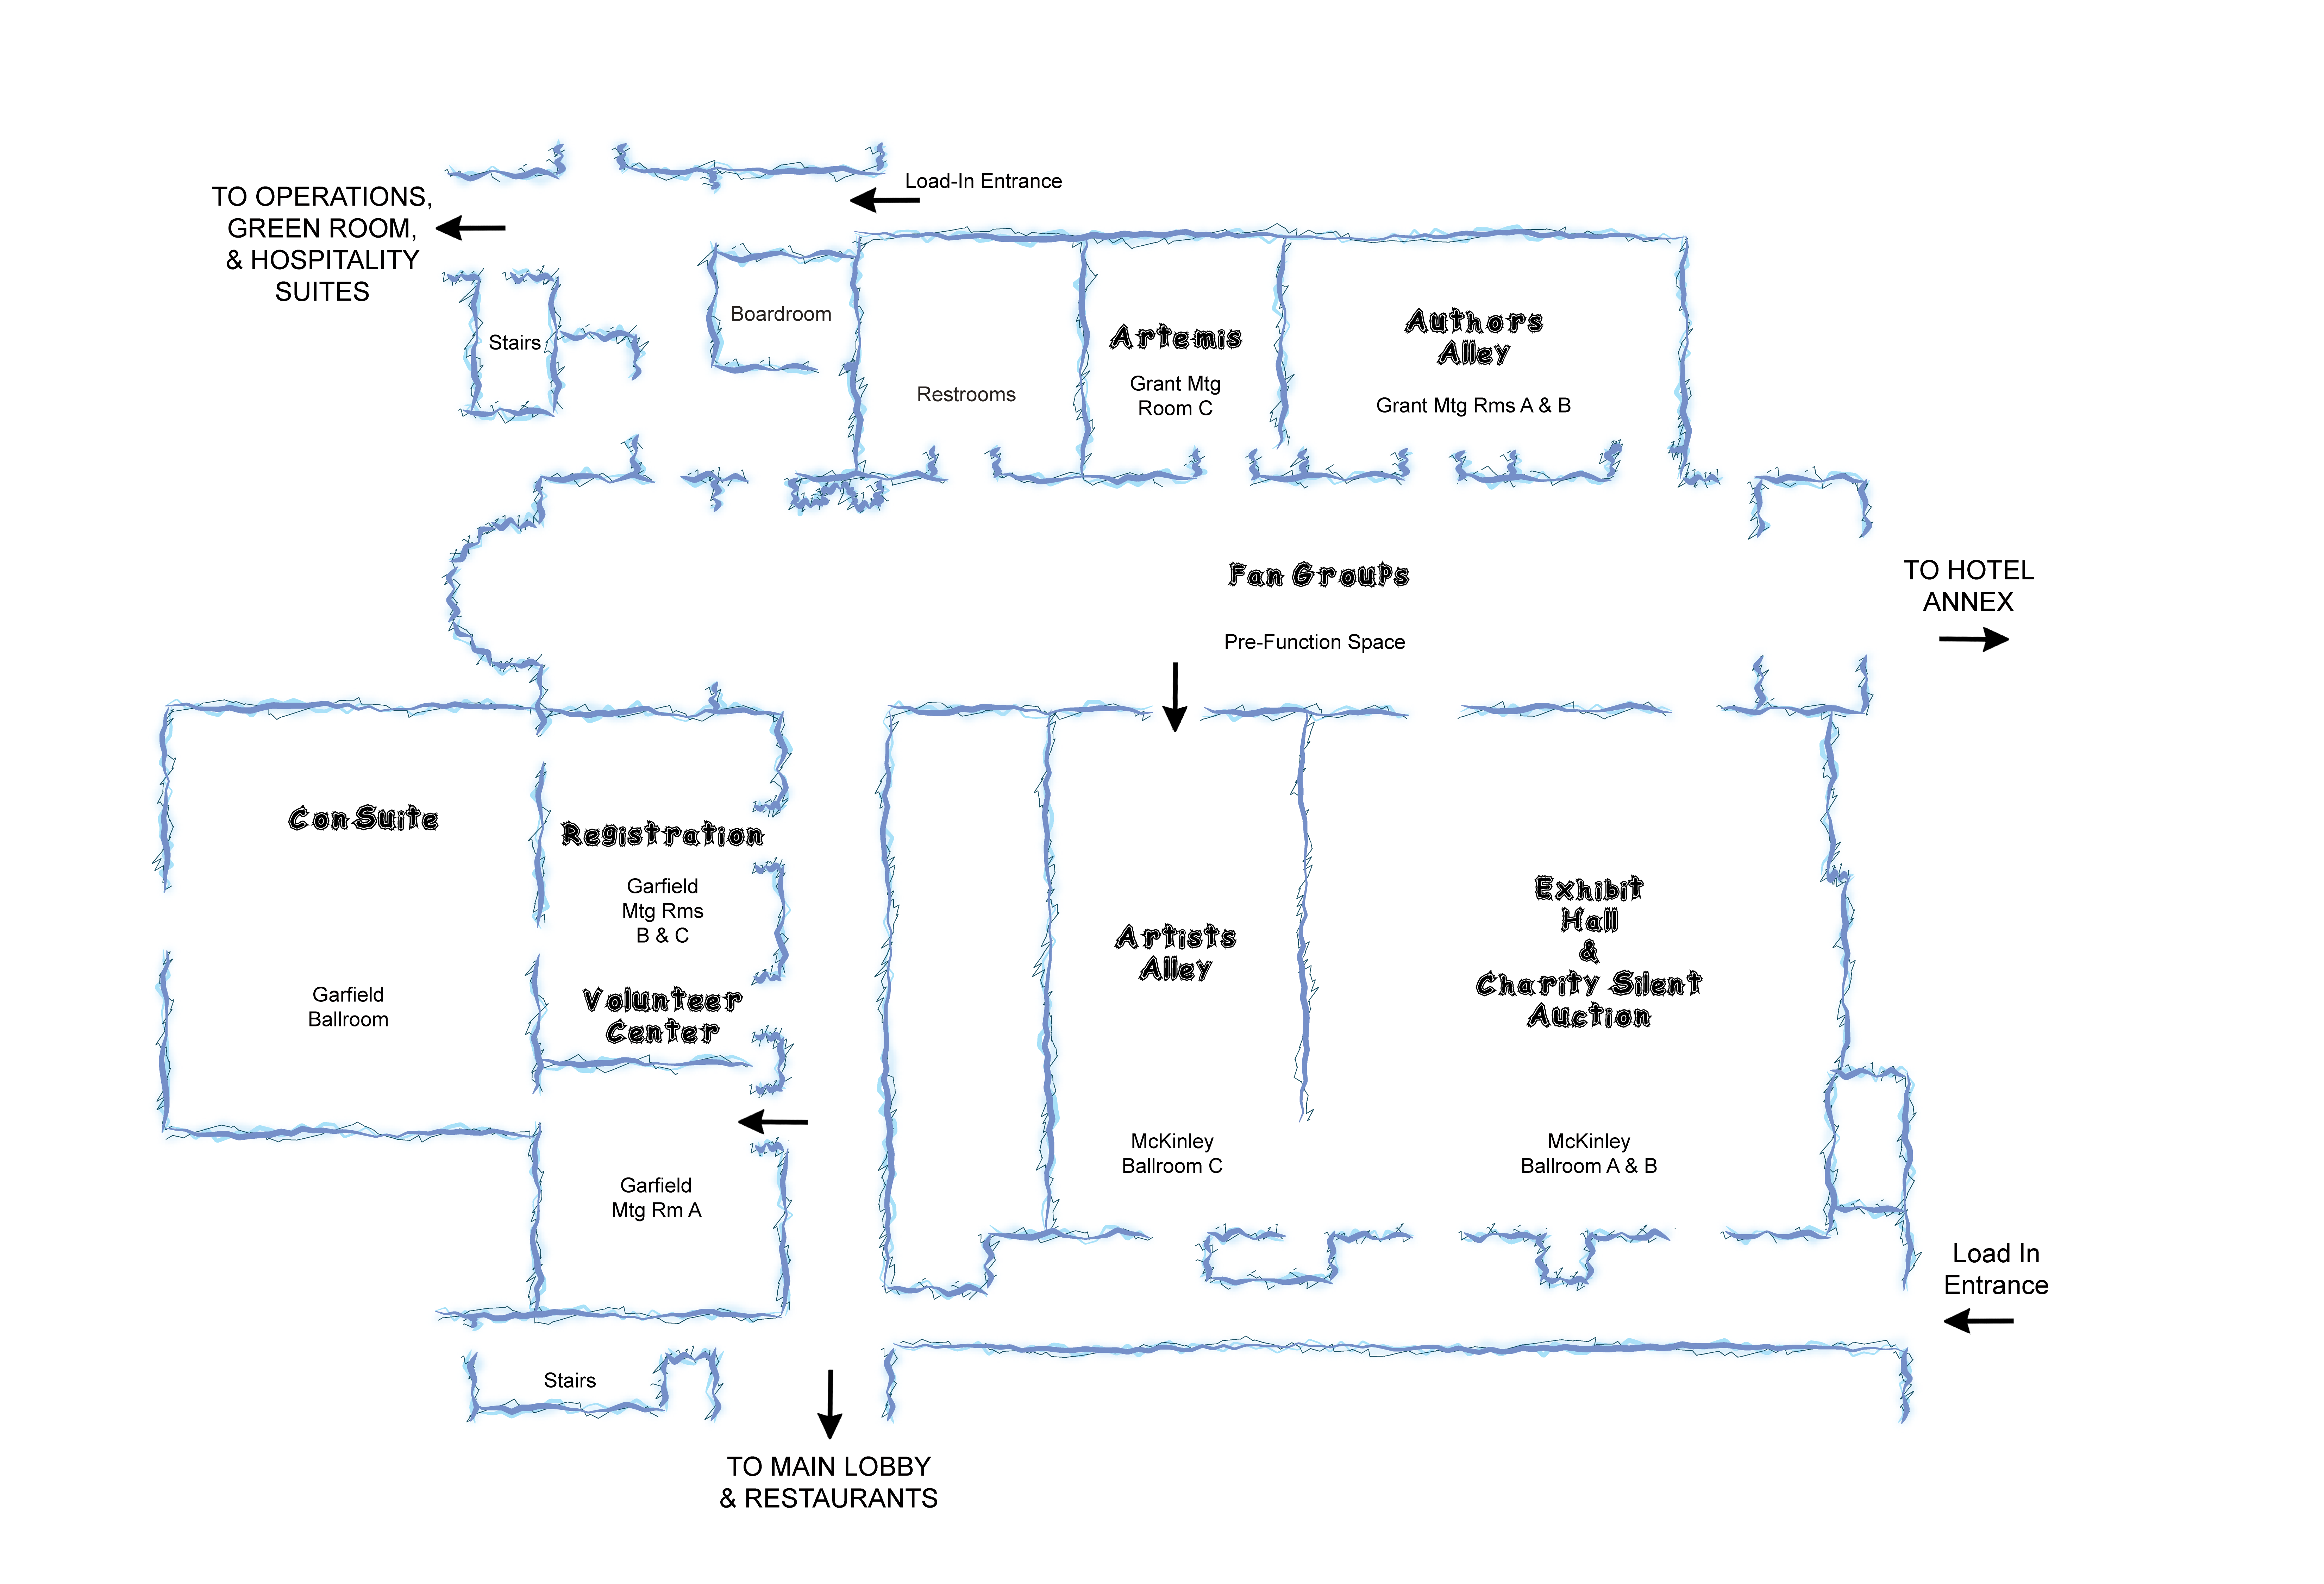 Load-In Entrance
TO OPERATIONS,
GREEN ROOM,
& HOSPITALITY
SUITES
Stairs
Boardroom
Restrooms
Artemis
Grant Mtg
Room C
Authors
Alley
Grant Mtg Rms A & B
Fan Groups
Pre-Function Space
TO HOTEL
ANNEX
Con Suite
Garfield
Ballroom
Registration
Garfield
Mtg Rms
B & C
Volunteer
Center
Garfield
Mtg Rm A
Artists
Alley
McKinley
Ballroom C
Exhibit
Hall
&
Charity Silent
Auction
McKinley
Ballroom A & B
Load In
Entrance
Stairs
TO MAIN LOBBY
& RESTAURANTS